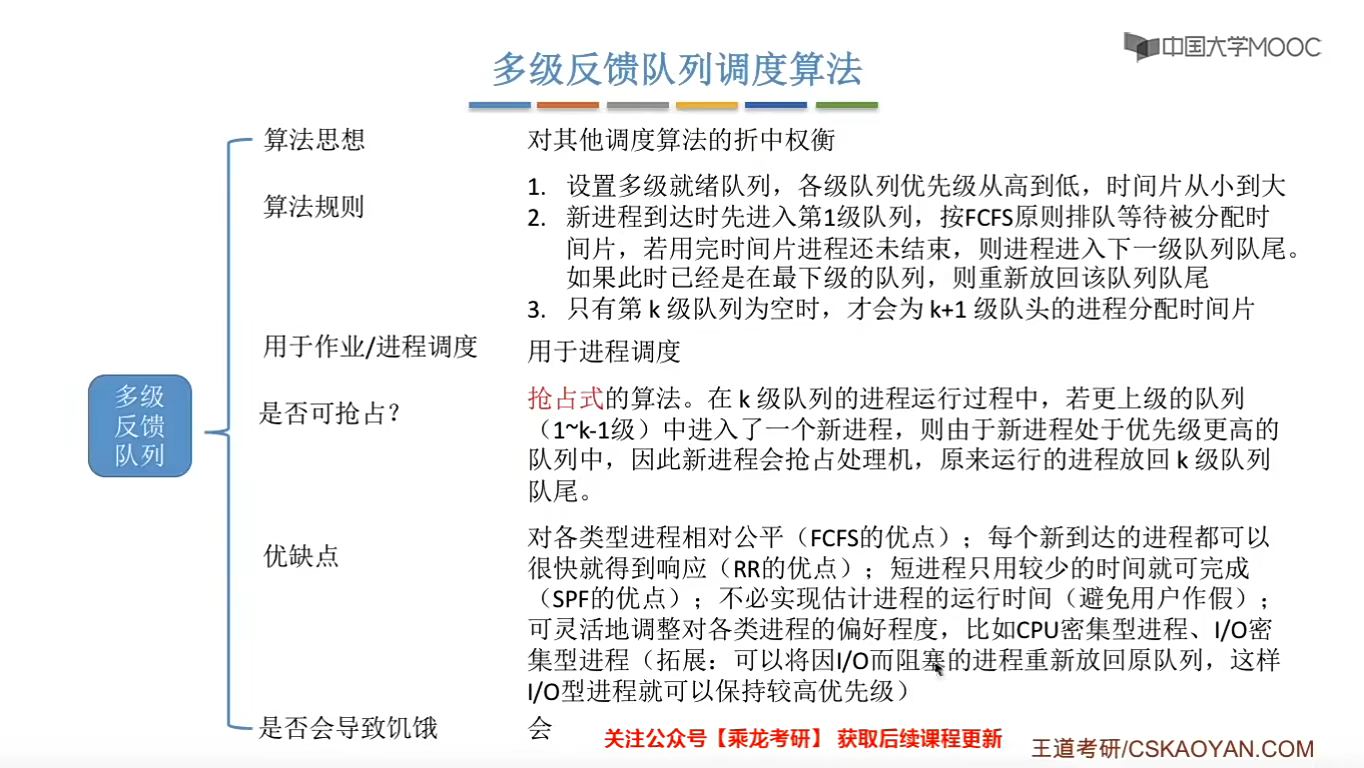 中国大学MOOC
多级反馈队列调度算法
算法思想
对其他调度算法的折中权衡
算法规则
1. 设置多级就绪队列，各级队列优先级从高到低，时间片从小到大
2. 新进程到达时先进入第1级队列，按FCFS原则排队等待被分配时
间片，若用完时间片进程还未结束，则进程进入下一级队列队尾。
如果此时已经是在最下级的队列，则重新放回该队列队尾
3. 只有第 k 级队列为空时，才会为 k+1 级队头的进程分配时间片
用于作业/进程调度
用于进程调度
多级
反馈
队列
是否可抢占？
抢占式的算法。在 k 级队列的进程运行过程中，若更上级的队列
（1~k-1级）中进入了一个新进程，则由于新进程处于优先级更高的
队列中，因此新进程会抢占处理机，原来运行的进程放回 k 级队列
队尾。
优缺点
对各类型进程相对公平（FCFS的优点）；每个新到达的进程都可以
很快就得到响应（RR的优点）；短进程只用较少的时间就可完成
（SPF的优点）；不必实现估计进程的运行时间（避免用户作假）；
可灵活地调整对各类进程的偏好程度，比如CPU密集型进程、I/O密
集型进程（拓展：可以将因I/O而阻塞的进程重新放回原队列，这样
I/O型进程就可以保持较高优先级）
是否会导致饥饿
会
关注公众号【乘龙考研】 获取后续课程更新
王道考研/CSKAOYAN.COM